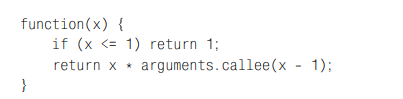 function(x) {
    if (x <= 1) return 1;
    return x * arguments.callee(x - 1);
}